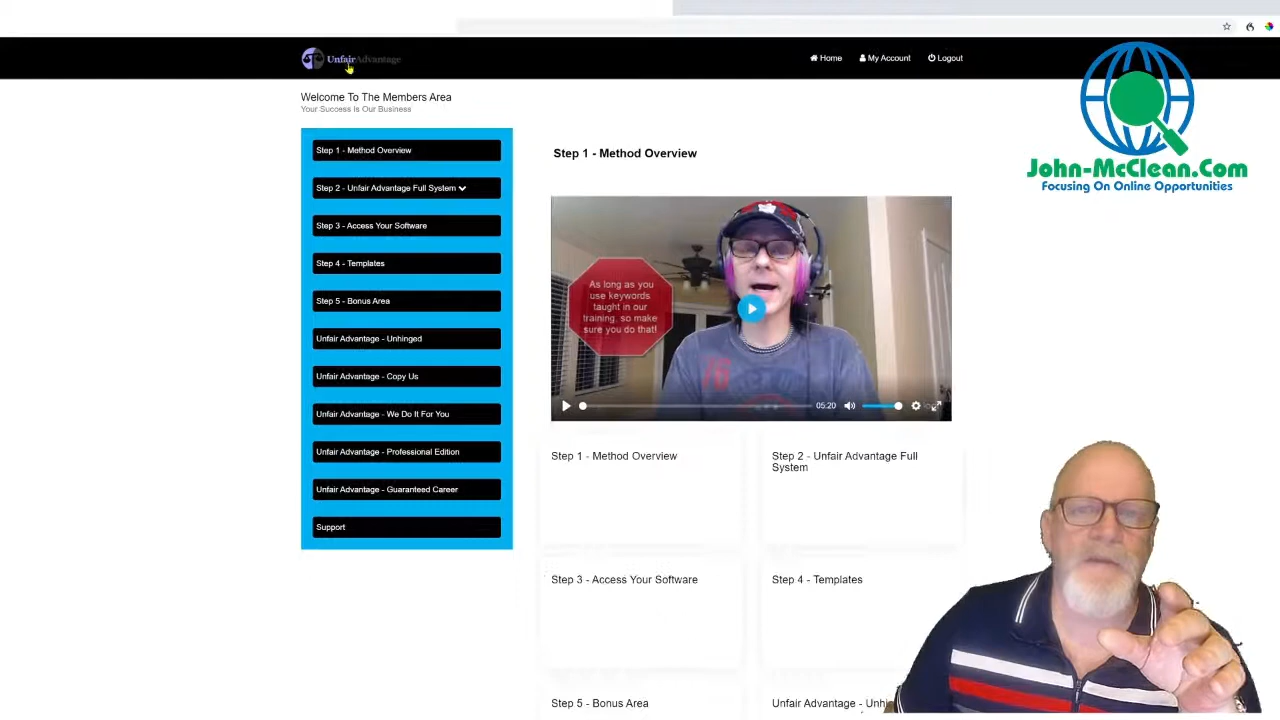 UnfairAdvantage
Home
My Account
Logout
John-McClean.Com
Focusing On Online Opportunities
Welcome To The Members Area
Your Success Is Our Business
Step 1 - Method Overview
Step 2 - Unfair Advantage Full System
Step 3 - Access Your Software
Step 4 - Templates
Step 5 - Bonus Area
Unfair Advantage - Unhinged
Unfair Advantage - Copy Us
Unfair Advantage - We Do It For You
Unfair Advantage - Professional Edition
Unfair Advantage - Guaranteed Career
Support
Step 1 - Method Overview
As long as you
use keywords
taught in our
training, so make
sure you do that!
05:20
Step 1 - Method Overview
Step 2 - Unfair Advantage Full
System
Step 3 - Access Your Software
Step 4 - Templates
Step 5 - Bonus Area
Unfair Advantage -